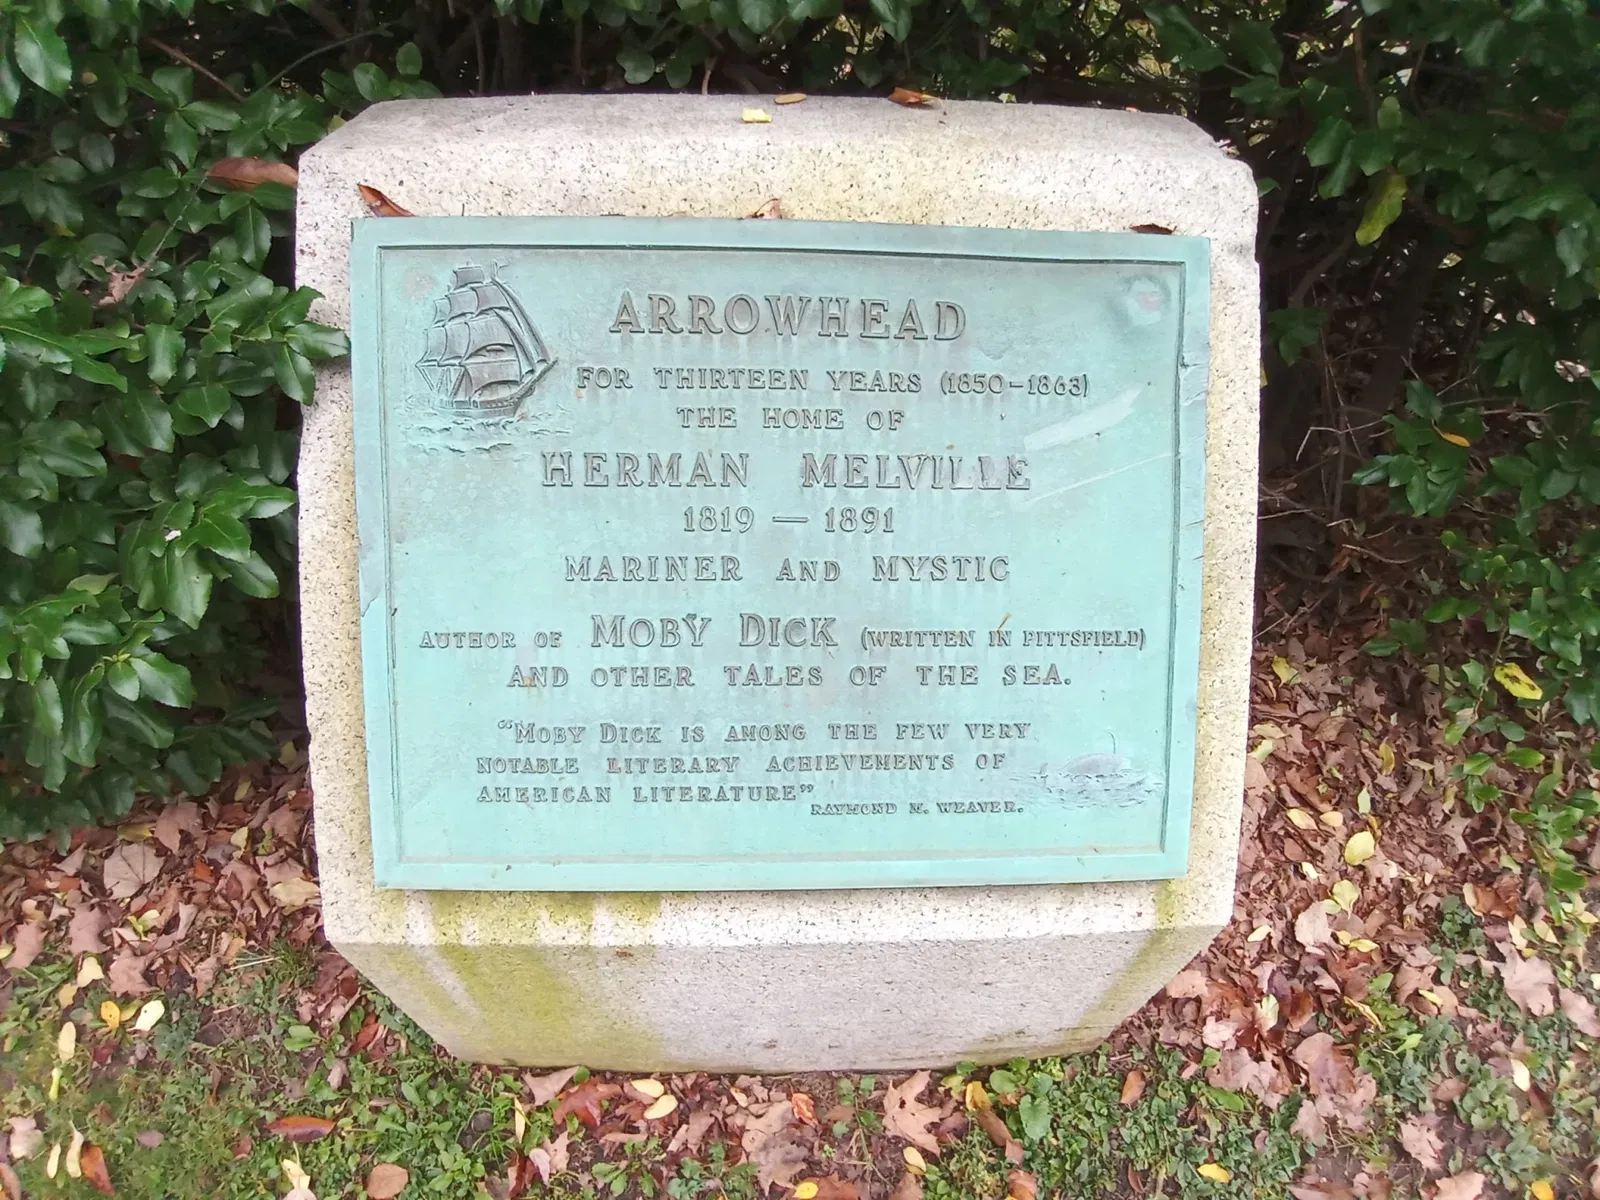 ARROWHEAD
FOR THIRTEEN YEARS (1850-1863)
THE HOME OF
HERMAN MELVILLE
1819 — 1891
MARINER AND MYSTIC
AUTHOR OF MOBY DICK (WRITTEN IN PITTSFIELD)
AND OTHER TALES OF THE SEA.
"MOBY DICK IS AMONG THE FEW VERY
NOTABLE LITERARY ACHIEVEMENTS OF
AMERICAN LITERATURE"
RAYMOND M. WEAVER.